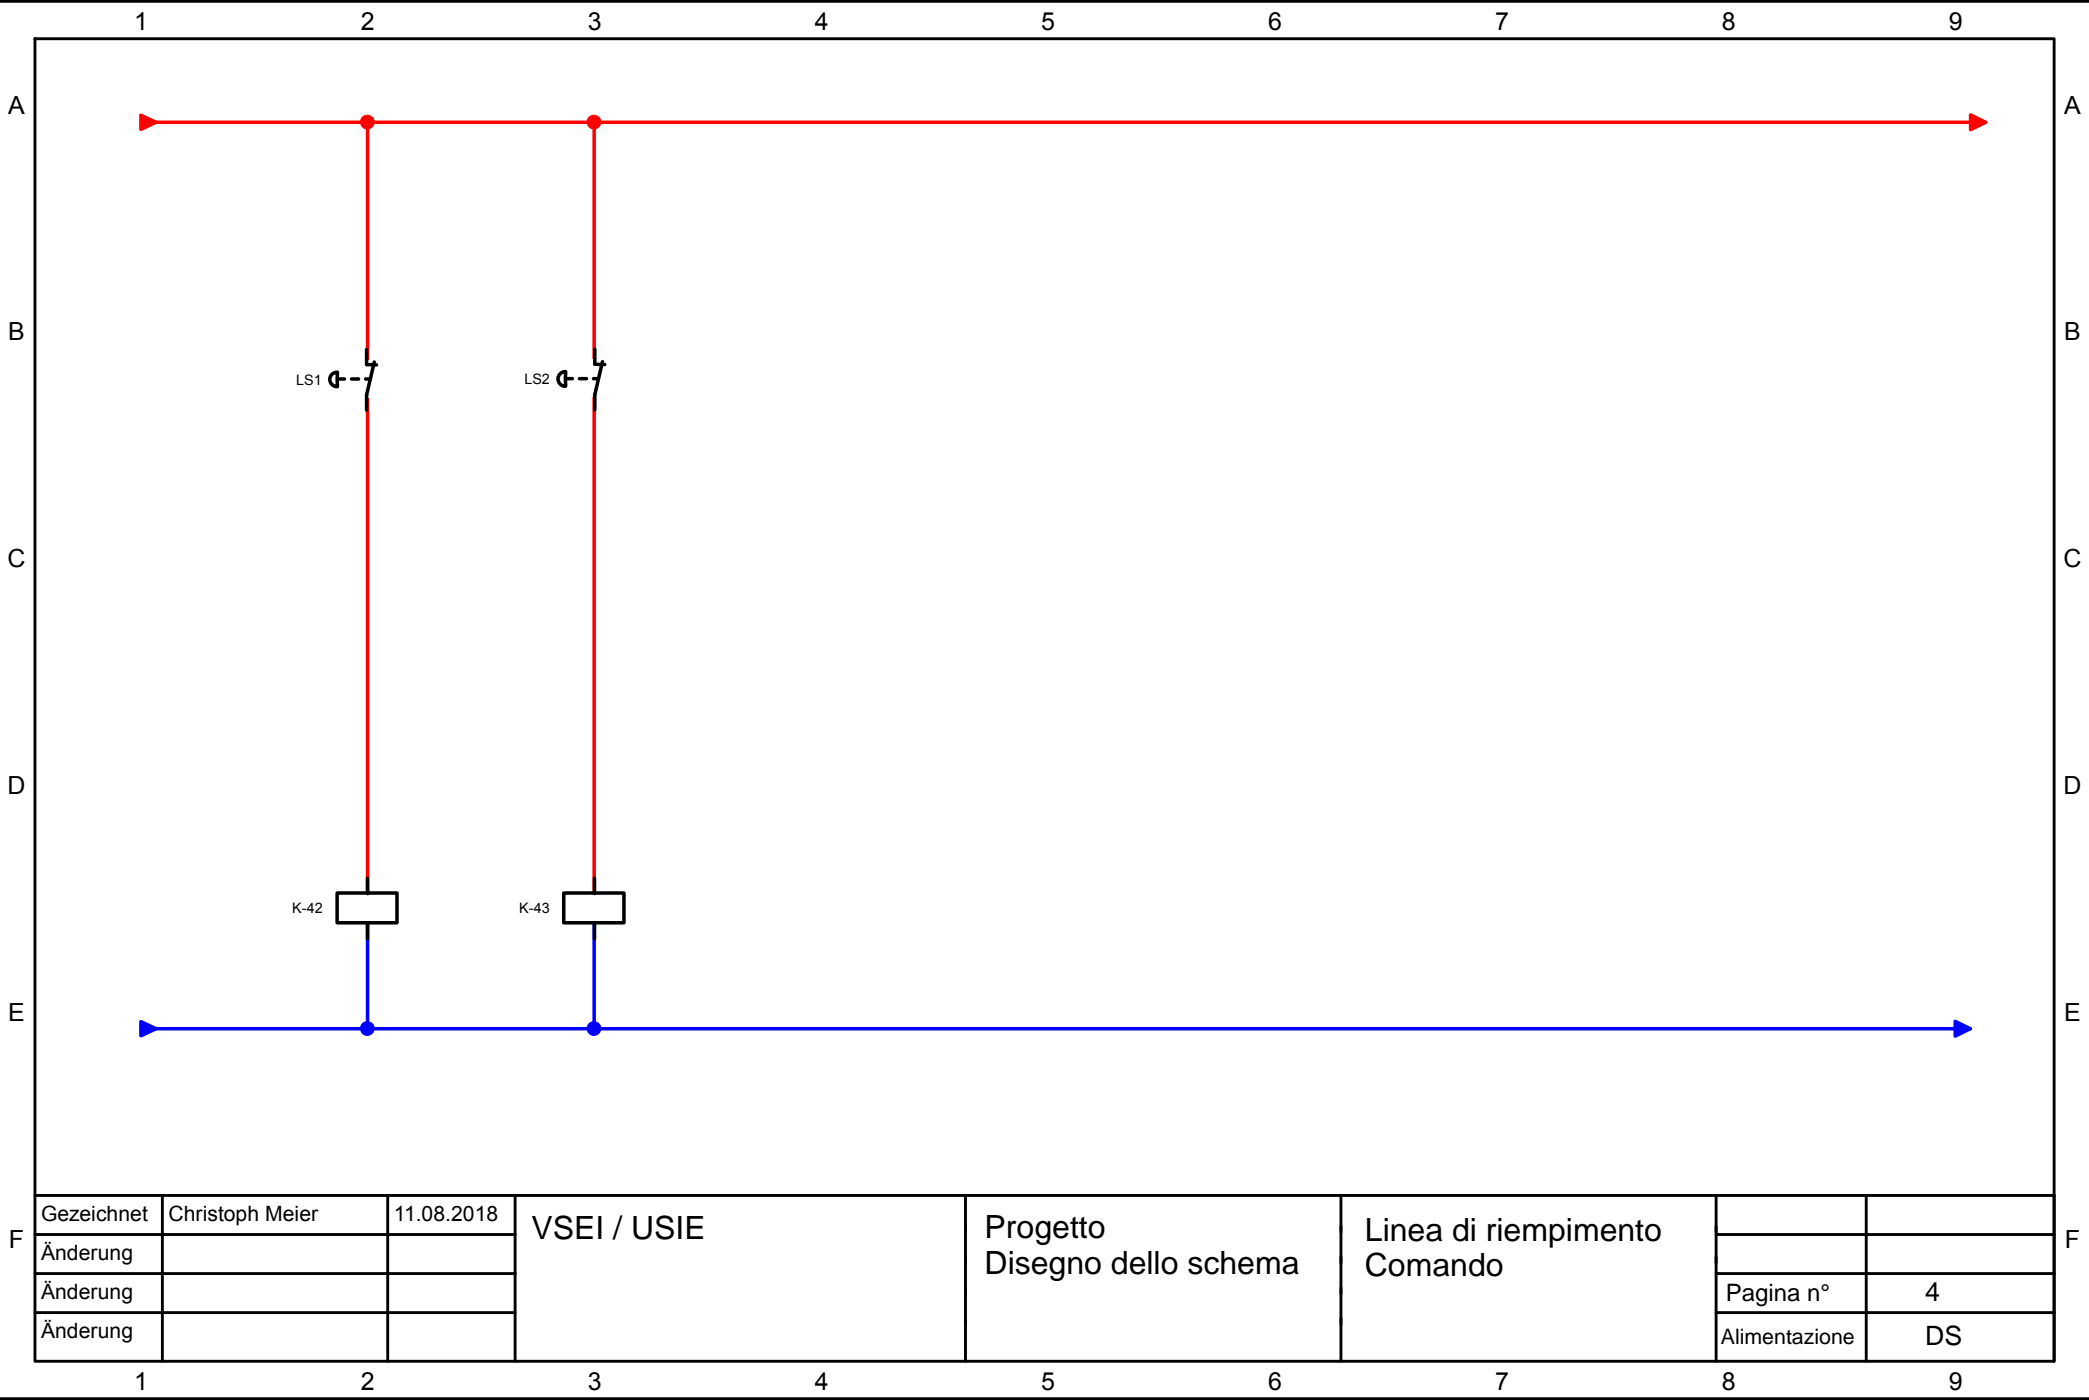 1 2 3 4 5 6 7 8 9
A A
B B
LS1 LS2
C C
D D
K-42 K-43
E E
F F
Gezeichnet Christoph Meier 11.08.2018
Änderung
Änderung
Änderung
VSEI / USIE
Progetto
Disegno dello schema
Linea di riempimento
Comando
Pagina n° 4
Alimentazione DS
1 2 3 4 5 6 7 8 9